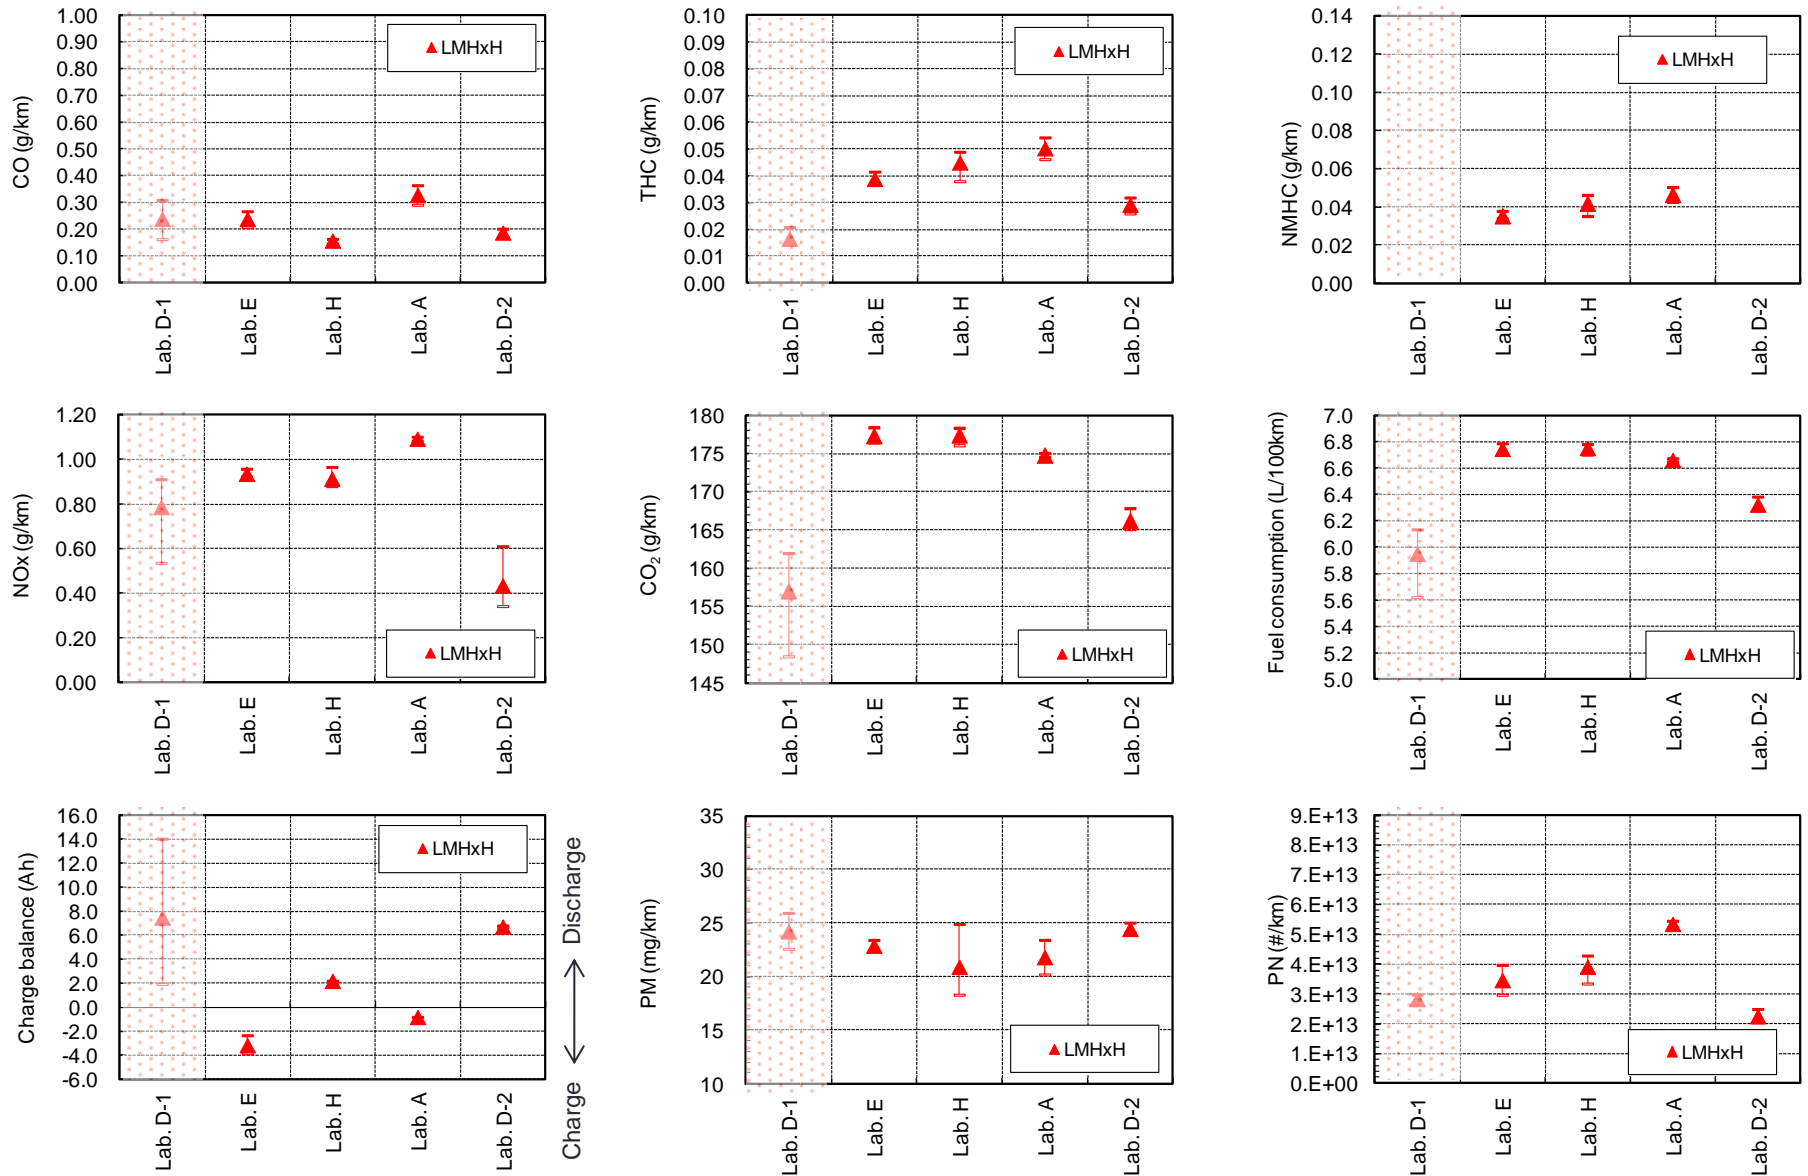 CO (g/km)
1.00
0.90
0.80
0.70
0.60
0.50
0.40
0.30
0.20
0.10
0.00
LMHxH
Lab. D-1
Lab. E
Lab. H
Lab. A
Lab. D-2
THC (g/km)
0.10
0.09
0.08
0.07
0.06
0.05
0.04
0.03
0.02
0.01
0.00
LMHxH
Lab. D-1
Lab. E
Lab. H
Lab. A
Lab. D-2
NMHC (g/km)
0.14
0.12
0.10
0.08
0.06
0.04
0.02
0.00
LMHxH
Lab. D-1
Lab. E
Lab. H
Lab. A
Lab. D-2
NOx (g/km)
1.20
1.00
0.80
0.60
0.40
0.20
0.00
LMHxH
Lab. D-1
Lab. E
Lab. H
Lab. A
Lab. D-2
CO₂ (g/km)
180
175
170
165
160
155
150
145
LMHxH
Lab. D-1
Lab. E
Lab. H
Lab. A
Lab. D-2
Fuel consumption (L/100km)
7.0
6.8
6.6
6.4
6.2
6.0
5.8
5.6
5.4
5.2
5.0
LMHxH
Lab. D-1
Lab. E
Lab. H
Lab. A
Lab. D-2
Charge balance (Ah)
16.0
14.0
12.0
10.0
8.0
6.0
4.0
2.0
0.0
-2.0
-4.0
-6.0
LMHxH
Lab. D-1
Lab. E
Lab. H
Lab. A
Lab. D-2
Discharge
Charge
PM (mg/km)
35
30
25
20
15
10
LMHxH
Lab. D-1
Lab. E
Lab. H
Lab. A
Lab. D-2
PN (#/km)
9.E+13
8.E+13
7.E+13
6.E+13
5.E+13
4.E+13
3.E+13
2.E+13
1.E+13
0.E+00
LMHxH
Lab. D-1
Lab. E
Lab. H
Lab. A
Lab. D-2